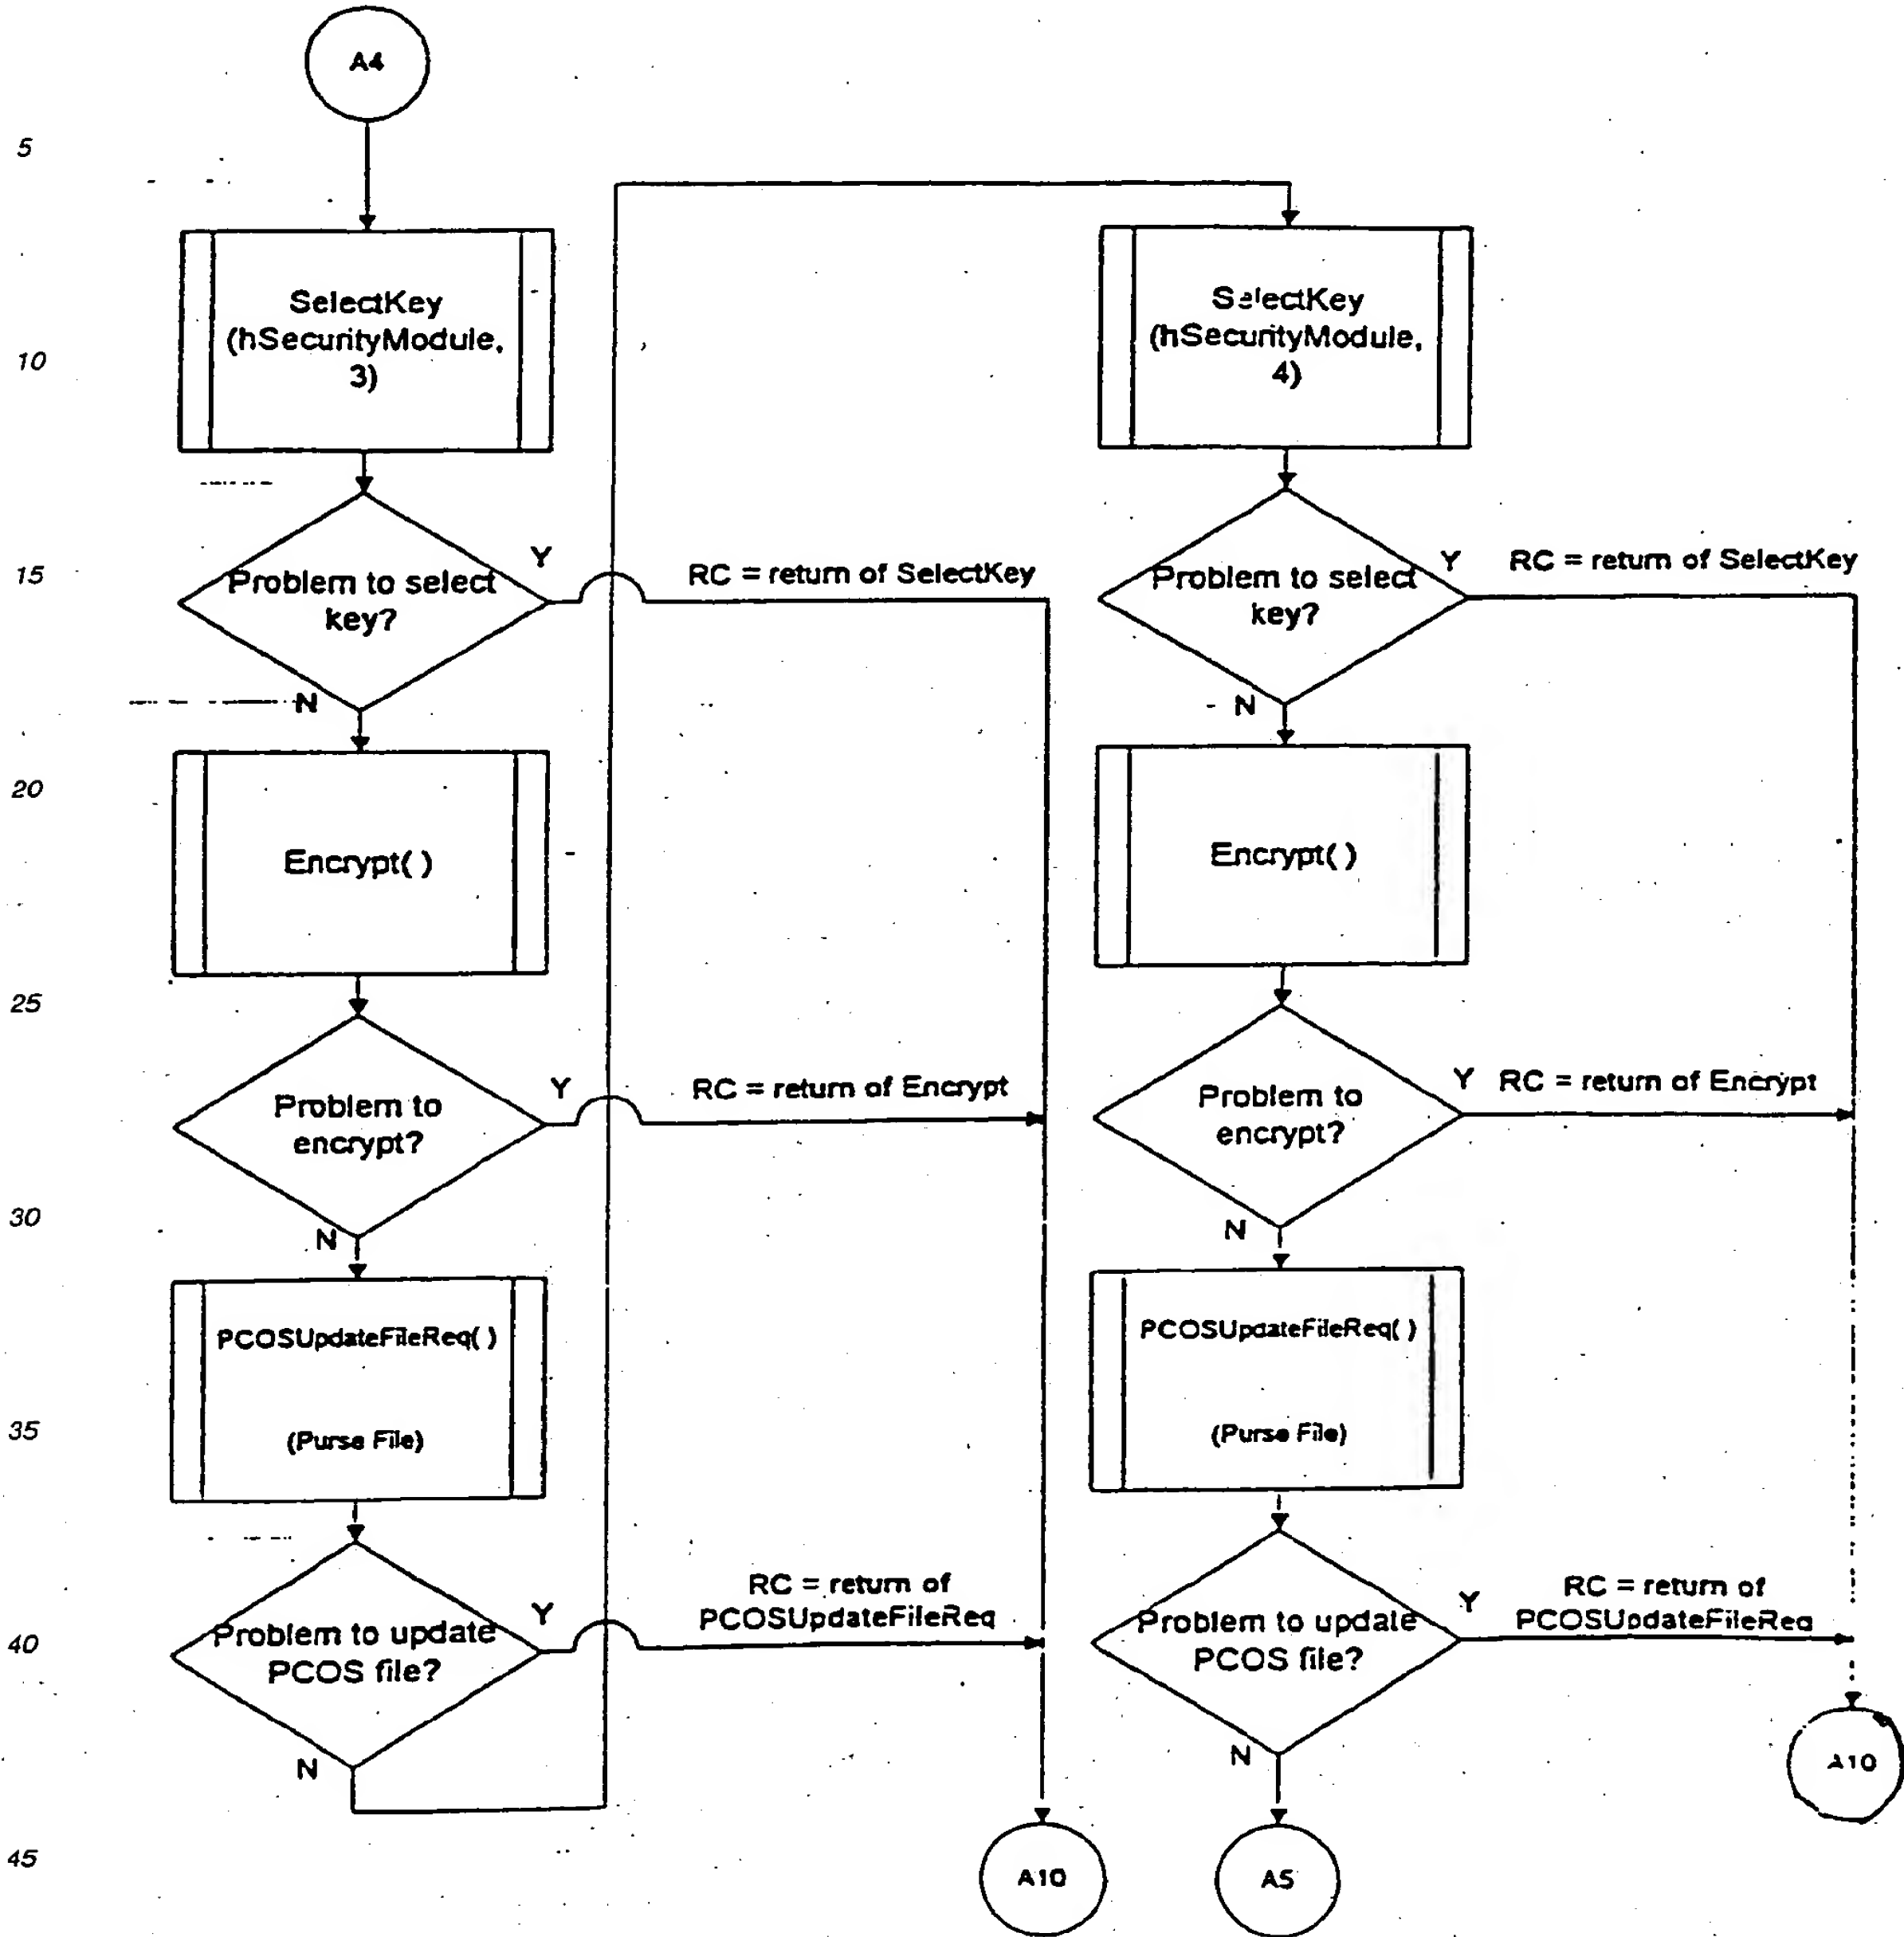 A4
5
10
15
20
25
30
35
40
45
SelectKey
(hSecurityModule,
3)
Problem to select
key?
Y
RC = return of SelectKey
N
Encrypt( )
Problem to
encrypt?
Y
RC = return of Encrypt
N
PCOSUpdateFileReq( )
(Purse File)
Problem to update
PCOS file?
Y
RC = return of
PCOSUpdateFileReq
N
A10
SelectKey
(hSecurityModule,
4)
Problem to select
key?
Y
RC = return of SelectKey
N
Encrypt( )
Problem to
encrypt?
Y
RC = return of Encrypt
N
PCOSUpdateFileReq( )
(Purse File)
Problem to update
PCOS file?
Y
RC = return of
PCOSUpdateFileReq
N
A5
A10